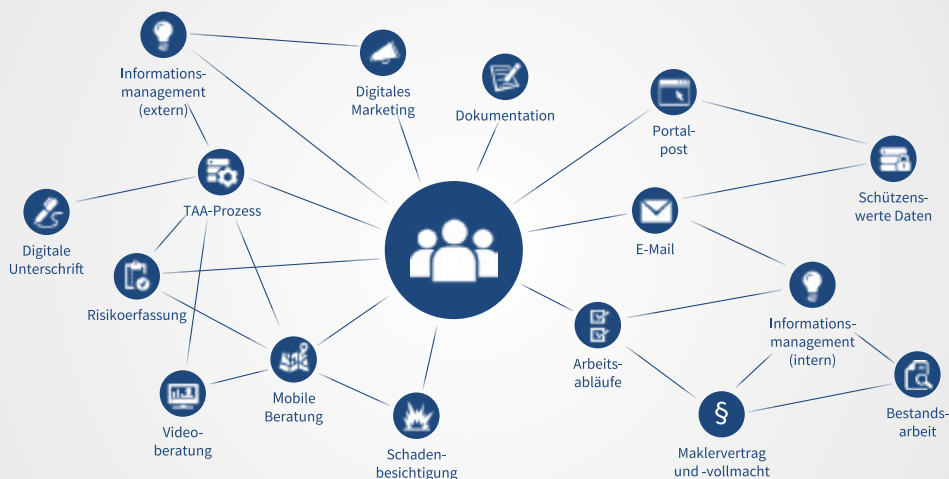 Informations-
management
(extern)
Digitales
Marketing
Dokumentation
Portal-
post
Schützens-
werte Daten
TAA-Prozess
Digitale
Unterschrift
E-Mail
Risikoerfassung
Informations-
management
(intern)
Arbeits-
abläufe
Mobile
Beratung
Video-
beratung
Schaden-
besichtigung
§
Maklervertrag
und -vollmacht
Bestands-
arbeit